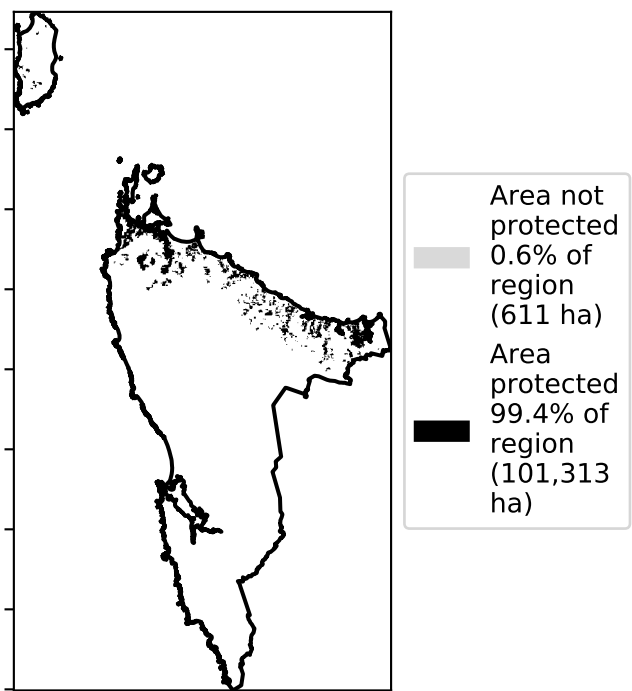 Area not
protected
0.6% of
region
(611 ha)
Area
protected
99.4% of
region
(101,313
ha)